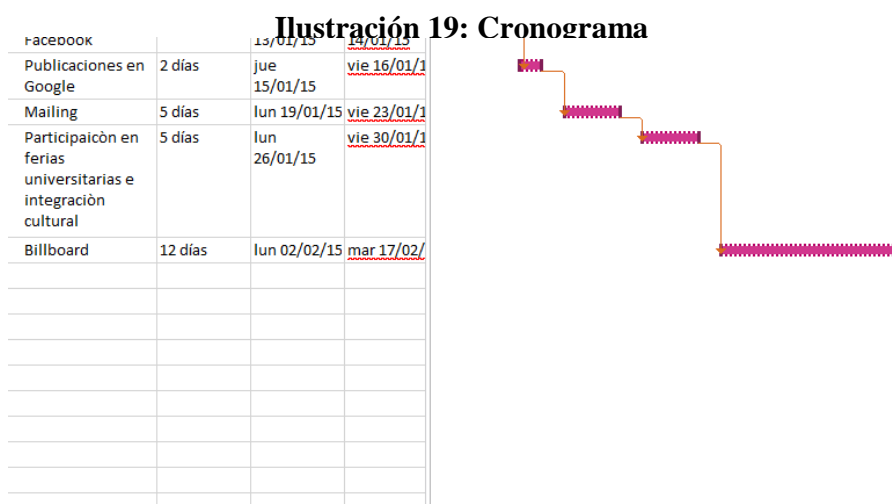 Ilustración 19: Cronograma
Facebook 13/01/15 14/01/15
Publicaciones en 2 días jue vie 16/01/1
Google 15/01/15
Mailing 5 días lun 19/01/15 vie 23/01/1
Participaicòn en 5 días lun vie 30/01/1
ferias 26/01/15
universitarias e
integraciòn
cultural
Billboard 12 días lun 02/02/15 mar 17/02/